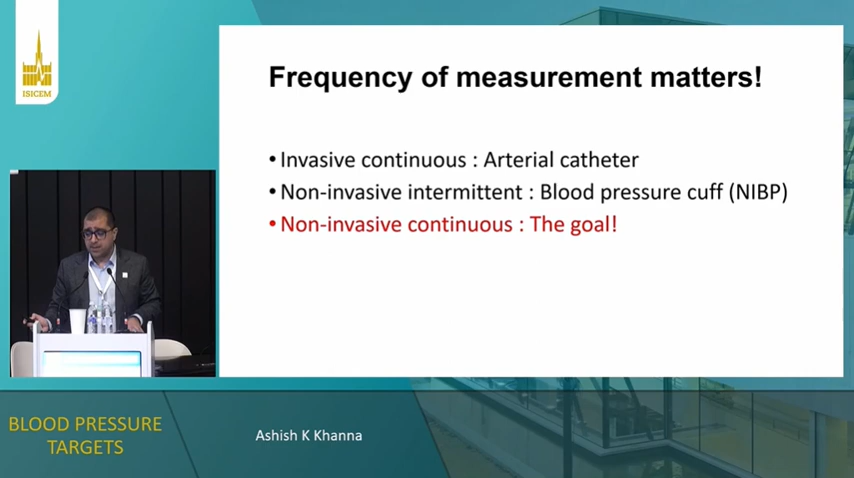 ISICEM
Frequency of measurement matters!
• Invasive continuous : Arterial catheter
• Non-invasive intermittent : Blood pressure cuff (NIBP)
• Non-invasive continuous : The goal!
BLOOD PRESSURE
TARGETS
Ashish K Khanna